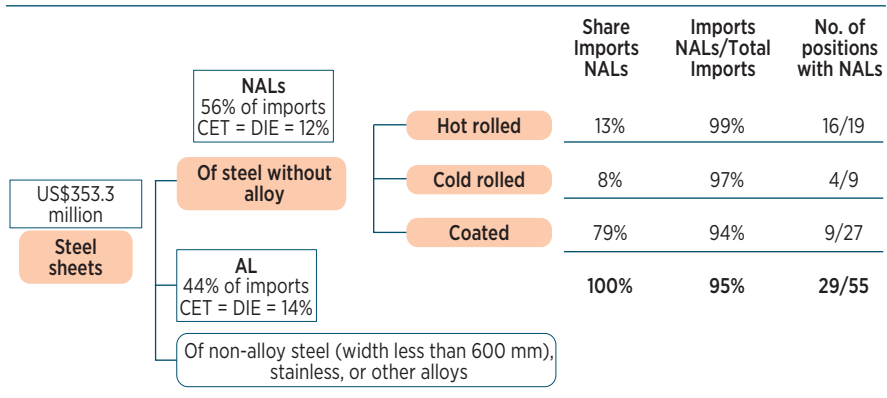 Share
Imports
NALs
Imports
NALs/Total
Imports
No. of
positions
with NALs
NALs
56% of imports
CET = DIE = 12%
Hot rolled
13%
99%
16/19
Of steel without
alloy
Cold rolled
8%
97%
4/9
US$353.3
million
Steel
sheets
Coated
79%
94%
9/27
AL
44% of imports
CET = DIE = 14%
100%
95%
29/55
Of non-alloy steel (width less than 600 mm),
stainless, or other alloys